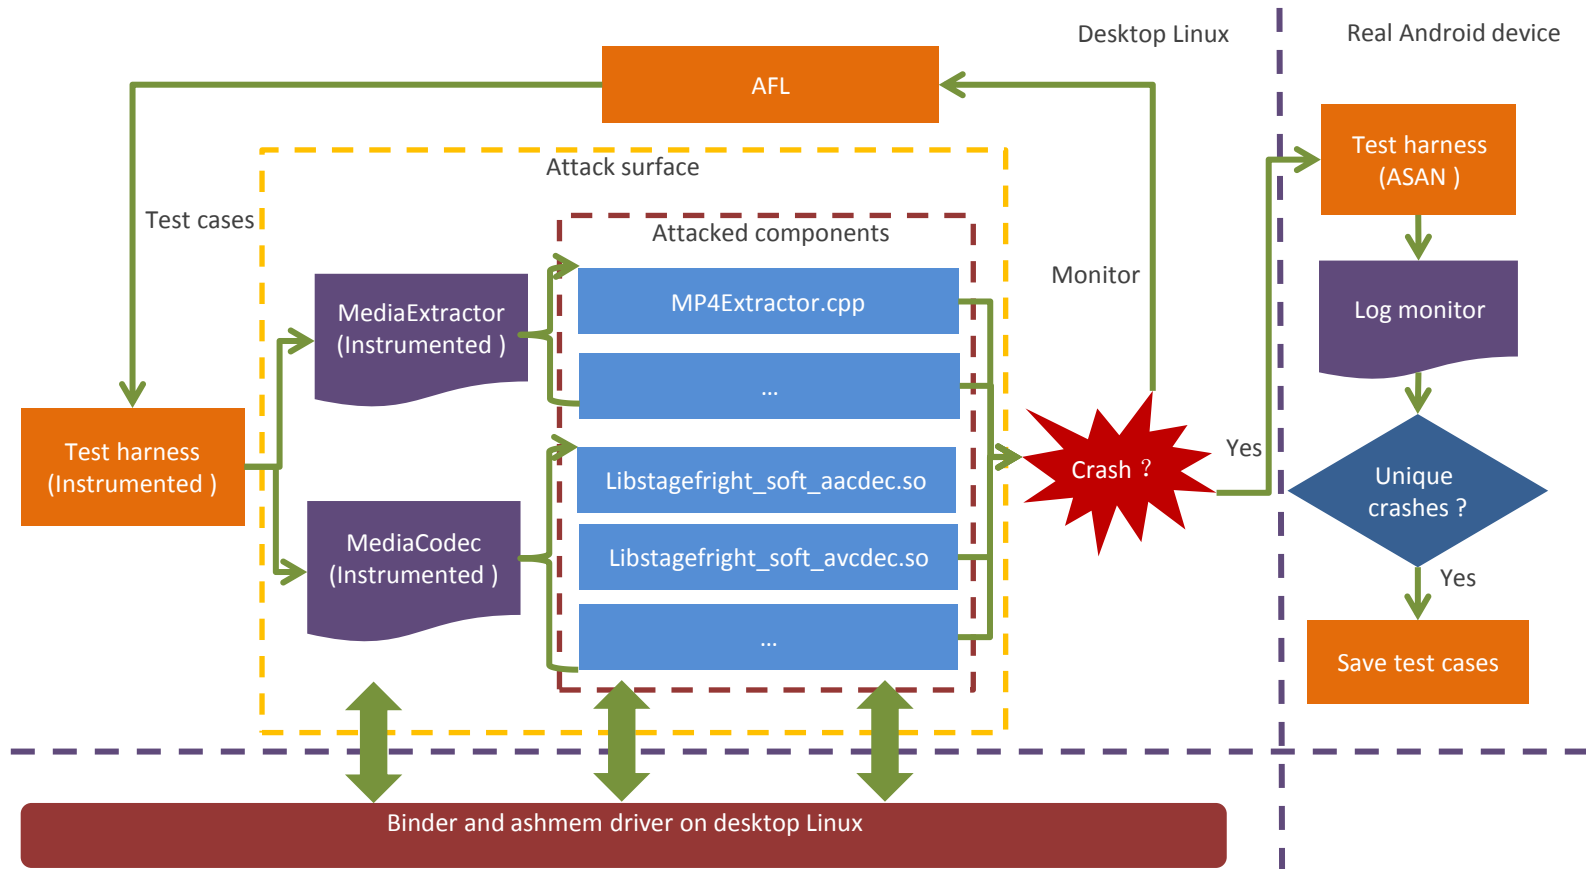 Desktop Linux
Real Android device
AFL
Test harness
(ASAN )
Attack surface
Test cases
Attacked components
Monitor
MediaExtractor
(Instrumented )
MP4Extractor.cpp
Log monitor
...
Test harness
(Instrumented )
Libstagefright_soft_aacdec.so
Crash ？
Yes
Unique
crashes ?
MediaCodec
(Instrumented )
Libstagefright_soft_avcdec.so
Yes
...
Save test cases
Binder and ashmem driver on desktop Linux